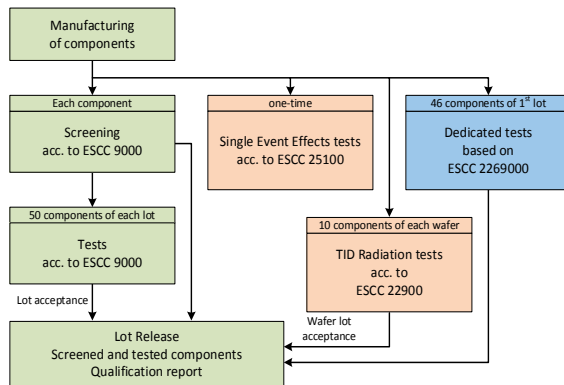 Manufacturing
of components
Each component
Screening
acc. to ESCC 9000
one-time
Single Event Effects tests
acc. to ESCC 25100
46 components of 1st lot
Dedicated tests
based on
ESCC 2269000
50 components of each lot
Tests
acc. to ESCC 9000
10 components of each wafer
TID Radiation tests
acc. to
ESCC 22900
Lot acceptance
Wafer lot
acceptance
Lot Release
Screened and tested components
Qualification report